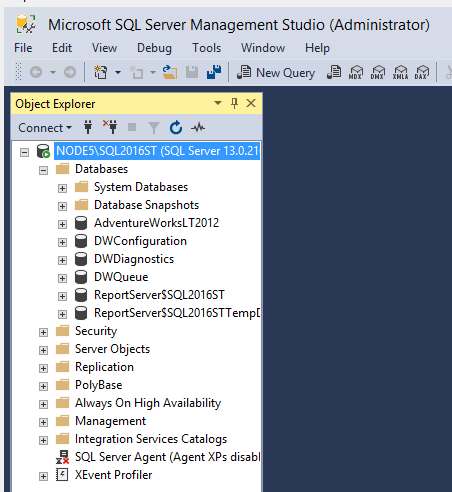 Microsoft SQL Server Management Studio (Administrator)
File Edit View Debug Tools Window Help
New Query MDX DMX XMLA DAX
Object Explorer
Connect
NODE5\SQL2016ST (SQL Server 13.0.21
Databases
System Databases
Database Snapshots
AdventureWorksLT2012
DWConfiguration
DWDiagnostics
DWQueue
ReportServer$SQL2016ST
ReportServer$SQL2016STTempD
Security
Server Objects
Replication
PolyBase
Always On High Availability
Management
Integration Services Catalogs
SQL Server Agent (Agent XPs disabl
XEvent Profiler